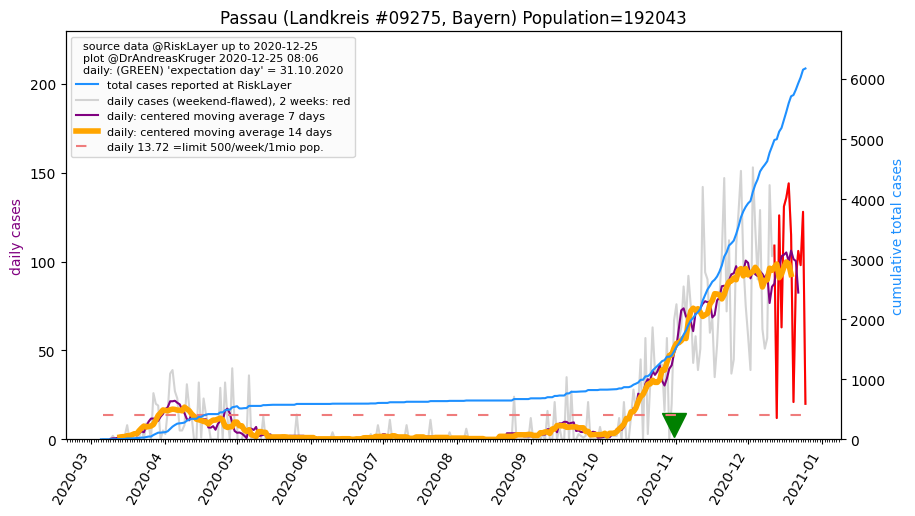 Passau (Landkreis #09275, Bayern) Population=192043
source data @RiskLayer up to 2020-12-25
plot @DrAndreasKruger 2020-12-25 08:06
daily: (GREEN) 'expectation day' = 31.10.2020
total cases reported at RiskLayer
daily cases (weekend-flawed), 2 weeks: red
daily: centered moving average 7 days
daily: centered moving average 14 days
daily 13.72 =limit 500/week/1mio pop.
daily cases
200
150
100
50
0
cumulative total cases
6000
5000
4000
3000
2000
1000
0
2020-03
2020-04
2020-05
2020-06
2020-07
2020-08
2020-09
2020-10
2020-11
2020-12
2021-01